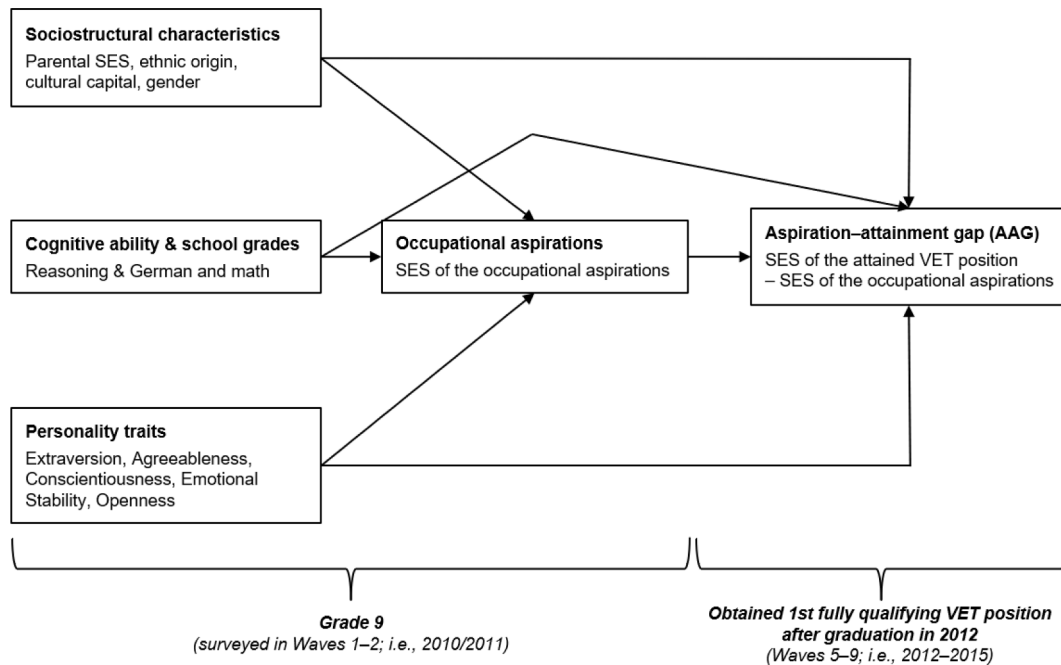 Sociostructural characteristics
Parental SES, ethnic origin,
cultural capital, gender
Cognitive ability & school grades
Reasoning & German and math
Occupational aspirations
SES of the occupational aspirations
Aspiration–attainment gap (AAG)
SES of the attained VET position
– SES of the occupational aspirations
Personality traits
Extraversion, Agreeableness,
Conscientiousness, Emotional
Stability, Openness
Grade 9
(surveyed in Waves 1–2; i.e., 2010/2011)
Obtained 1st fully qualifying VET position
after graduation in 2012
(Waves 5–9; i.e., 2012–2015)